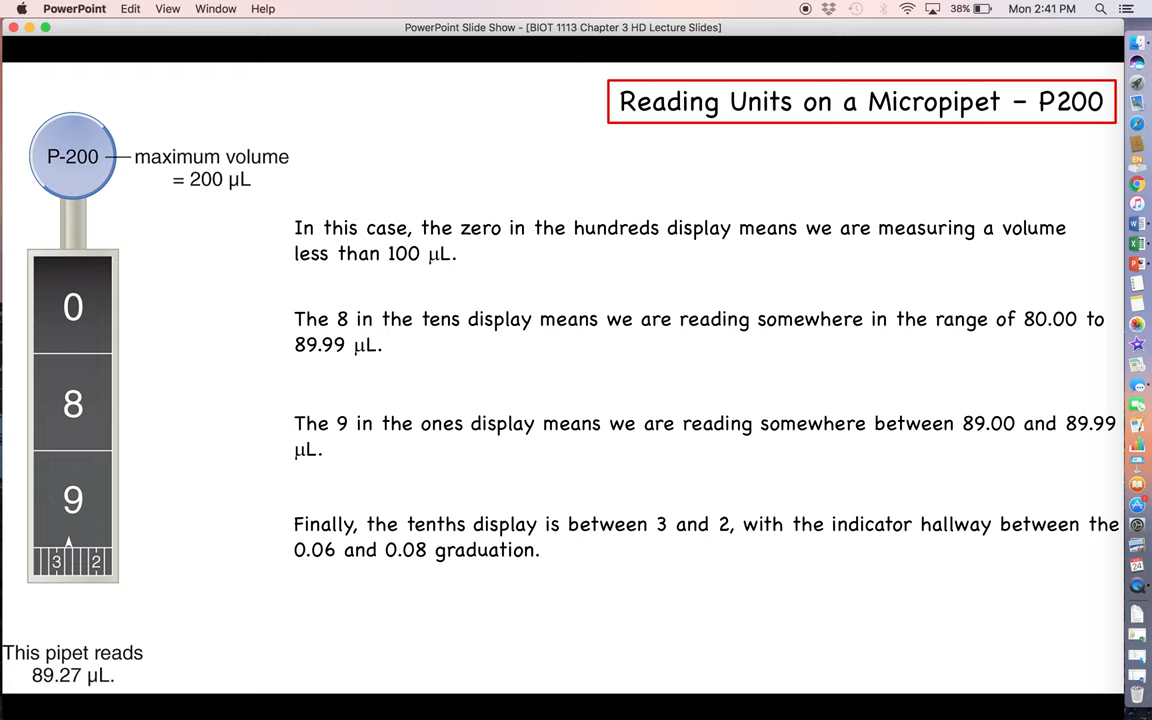 PowerPoint File Edit View Window Help 38% Mon 2:41 PM
PowerPoint Slide Show - [BIOT 1113 Chapter 3 HD Lecture Slides]
Reading Units on a Micropipet – P200
P-200
maximum volume
= 200 µL
In this case, the zero in the hundreds display means we are measuring a volume
less than 100 µL.
The 8 in the tens display means we are reading somewhere in the range of 80.00 to
89.99 µL.
The 9 in the ones display means we are reading somewhere between 89.00 and 89.99
µL.
Finally, the tenths display is between 3 and 2, with the indicator hallway between the
0.06 and 0.08 graduation.
0
8
9
3 2
This pipet reads
89.27 µL.